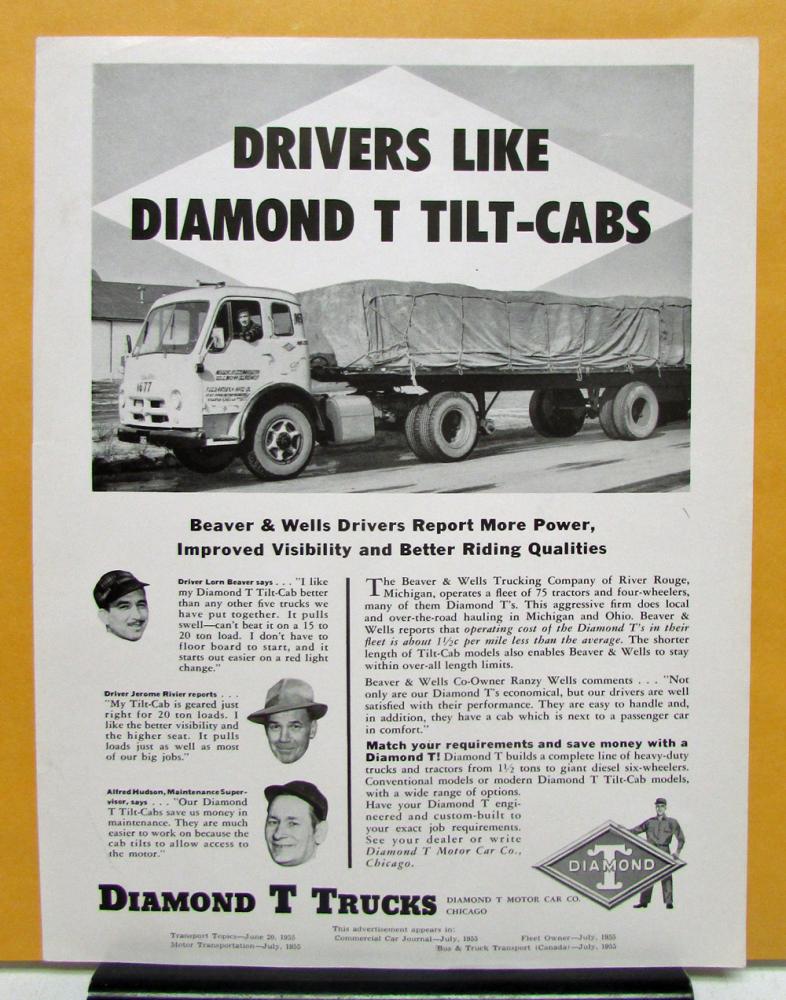 DRIVERS LIKE
DIAMOND T TILT-CABS
1677
Beaver & Wells Drivers Report More Power,
Improved Visibility and Better Riding Qualities
Driver Lorn Beaver says . . . "I like
my Diamond T Tilt-Cab better
than any other five trucks we
have put together. It pulls
swell—can't beat it on a 15 to
20 ton load. I don't have to
floor board to start, and it
starts out easier on a red light
change."
Driver Jerome Rivier reports . . .
"My Tilt-Cab is geared just
right for 20 ton loads. I
like the better visibility and
the higher seat. It pulls
loads just as well as most
of our big jobs."
Alfred Hudson, Maintenance Super-
visor, says . . . "Our Diamond
T Tilt-Cabs save us money in
maintenance. They are much
easier to work on because the
cab tilts to allow access to
the motor."
The Beaver & Wells Trucking Company of River Rouge,
Michigan, operates a fleet of 75 tractors and four-wheelers,
many of them Diamond T's. This aggressive firm does local
and over-the-road hauling in Michigan and Ohio. Beaver &
Wells reports that operating cost of the Diamond T's in their
fleet is about 1½c per mile less than the average. The shorter
length of Tilt-Cab models also enables Beaver & Wells to stay
within over-all length limits.
Beaver & Wells Co-Owner Ranzy Wells comments . . . "Not
only are our Diamond T's economical, but our drivers are well
satisfied with their performance. They are easy to handle and,
in addition, they have a cab which is next to a passenger car
in comfort."
Match your requirements and save money with a
Diamond T! Diamond T builds a complete line of heavy-duty
trucks and tractors from 1½ tons to giant diesel six-wheelers.
Conventional models or modern Diamond T Tilt-Cab models,
with a wide range of options.
Have your Diamond T engi-
neered and custom-built to
your exact job requirements.
See your dealer or write
Diamond T Motor Car Co.,
Chicago.
DIAMOND T
DIAMOND T TRUCKS
DIAMOND T MOTOR CAR CO.
CHICAGO
This advertisement appears in:
Transport Topics—June 20, 1955
Commercial Car Journal—July, 1955
Fleet Owner—July, 1955
Motor Transportation—July, 1955
Bus & Truck Transport (Canada)—July, 1955